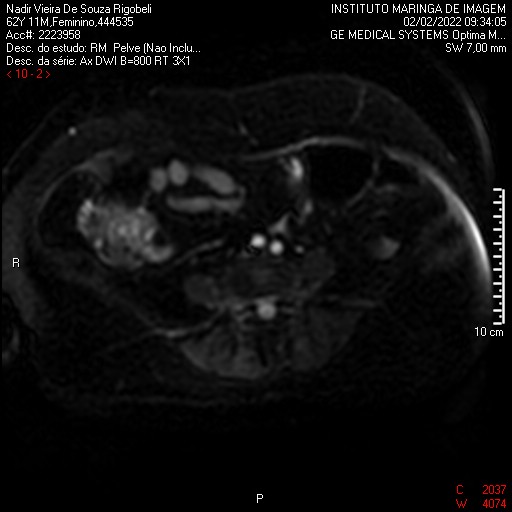 Nadir Vieira De Souza Rigobeli
62Y 11M,Feminino,444535
Acc#: 2223958
Desc. do estudo: RM  Pelve (Nao Inclu...
Desc. da série: Ax DWI B=800 RT 3X1
< 10 - 2 >
INSTITUTO MARINGA DE IMAGEM
02/02/2022 09:34:05
GE MEDICAL SYSTEMS Optima M...
SW 7,00 mm
R
10 cm
P
C 2037
W 4074